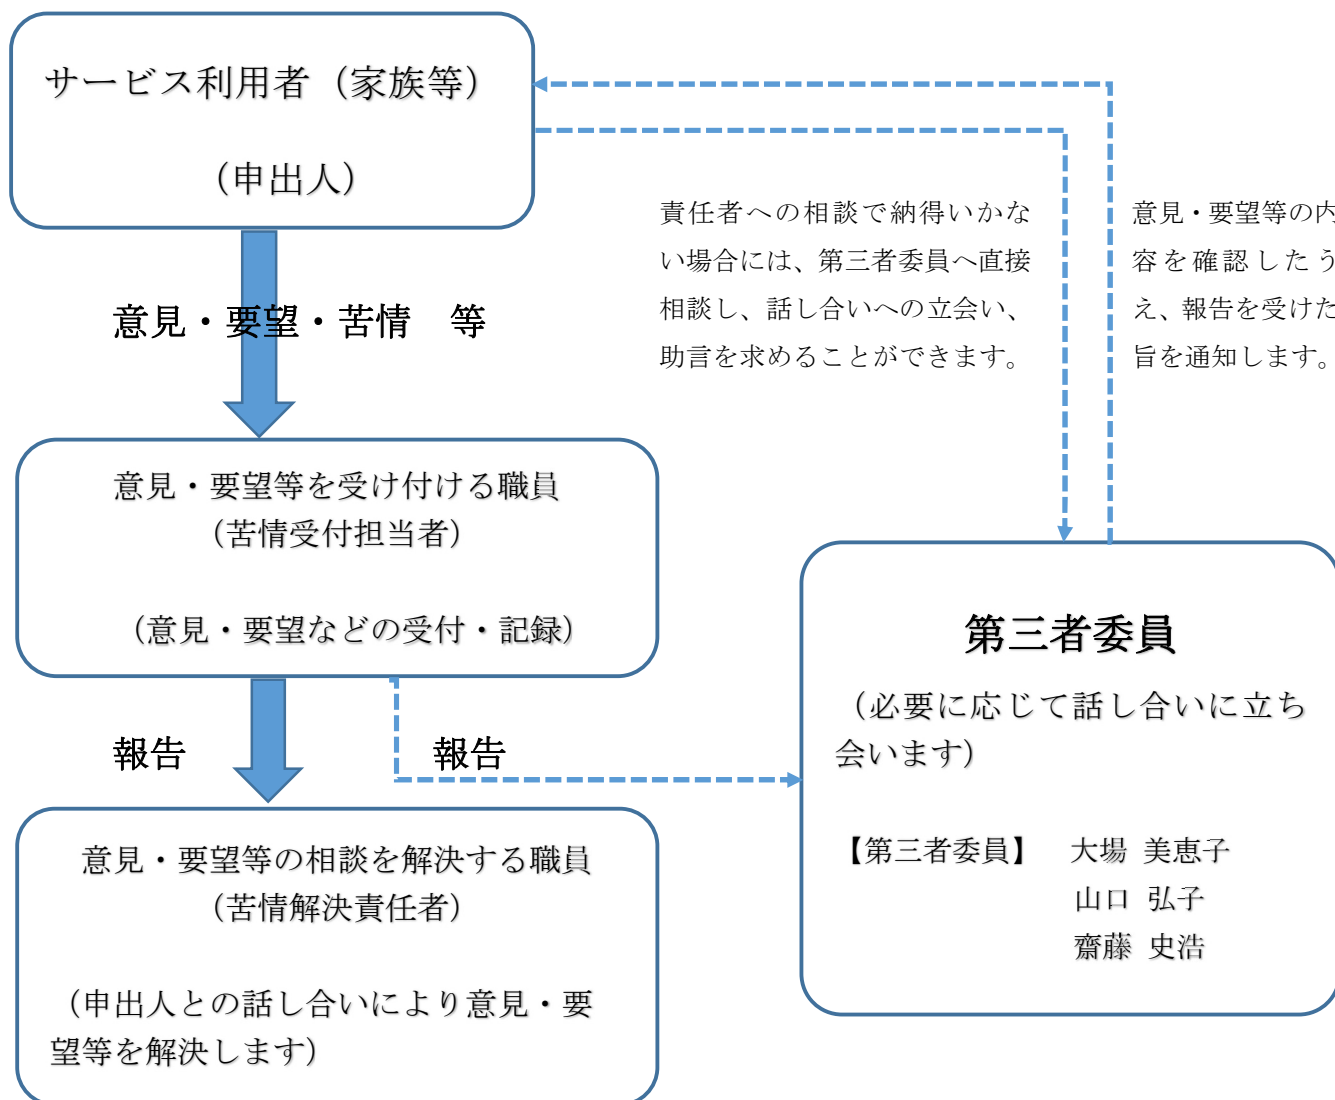 サービス利用者（家族等）
（申出人）
意見・要望・苦情　等
責任者への相談で納得いかな
い場合には、第三者委員へ直接
相談し、話し合いへの立会い、
助言を求めることができます。
意見・要望等の内
容を確認したう
え、報告を受けた
旨を通知します。
意見・要望等を受け付ける職員
（苦情受付担当者）
（意見・要望などの受付・記録）
報告
報告
意見・要望等の相談を解決する職員
（苦情解決責任者）
（申出人との話し合いにより意見・要
望等を解決します）
第三者委員
（必要に応じて話し合いに立ち
会います）
【第三者委員】　大場 美恵子
山口 弘子
齋藤 史浩